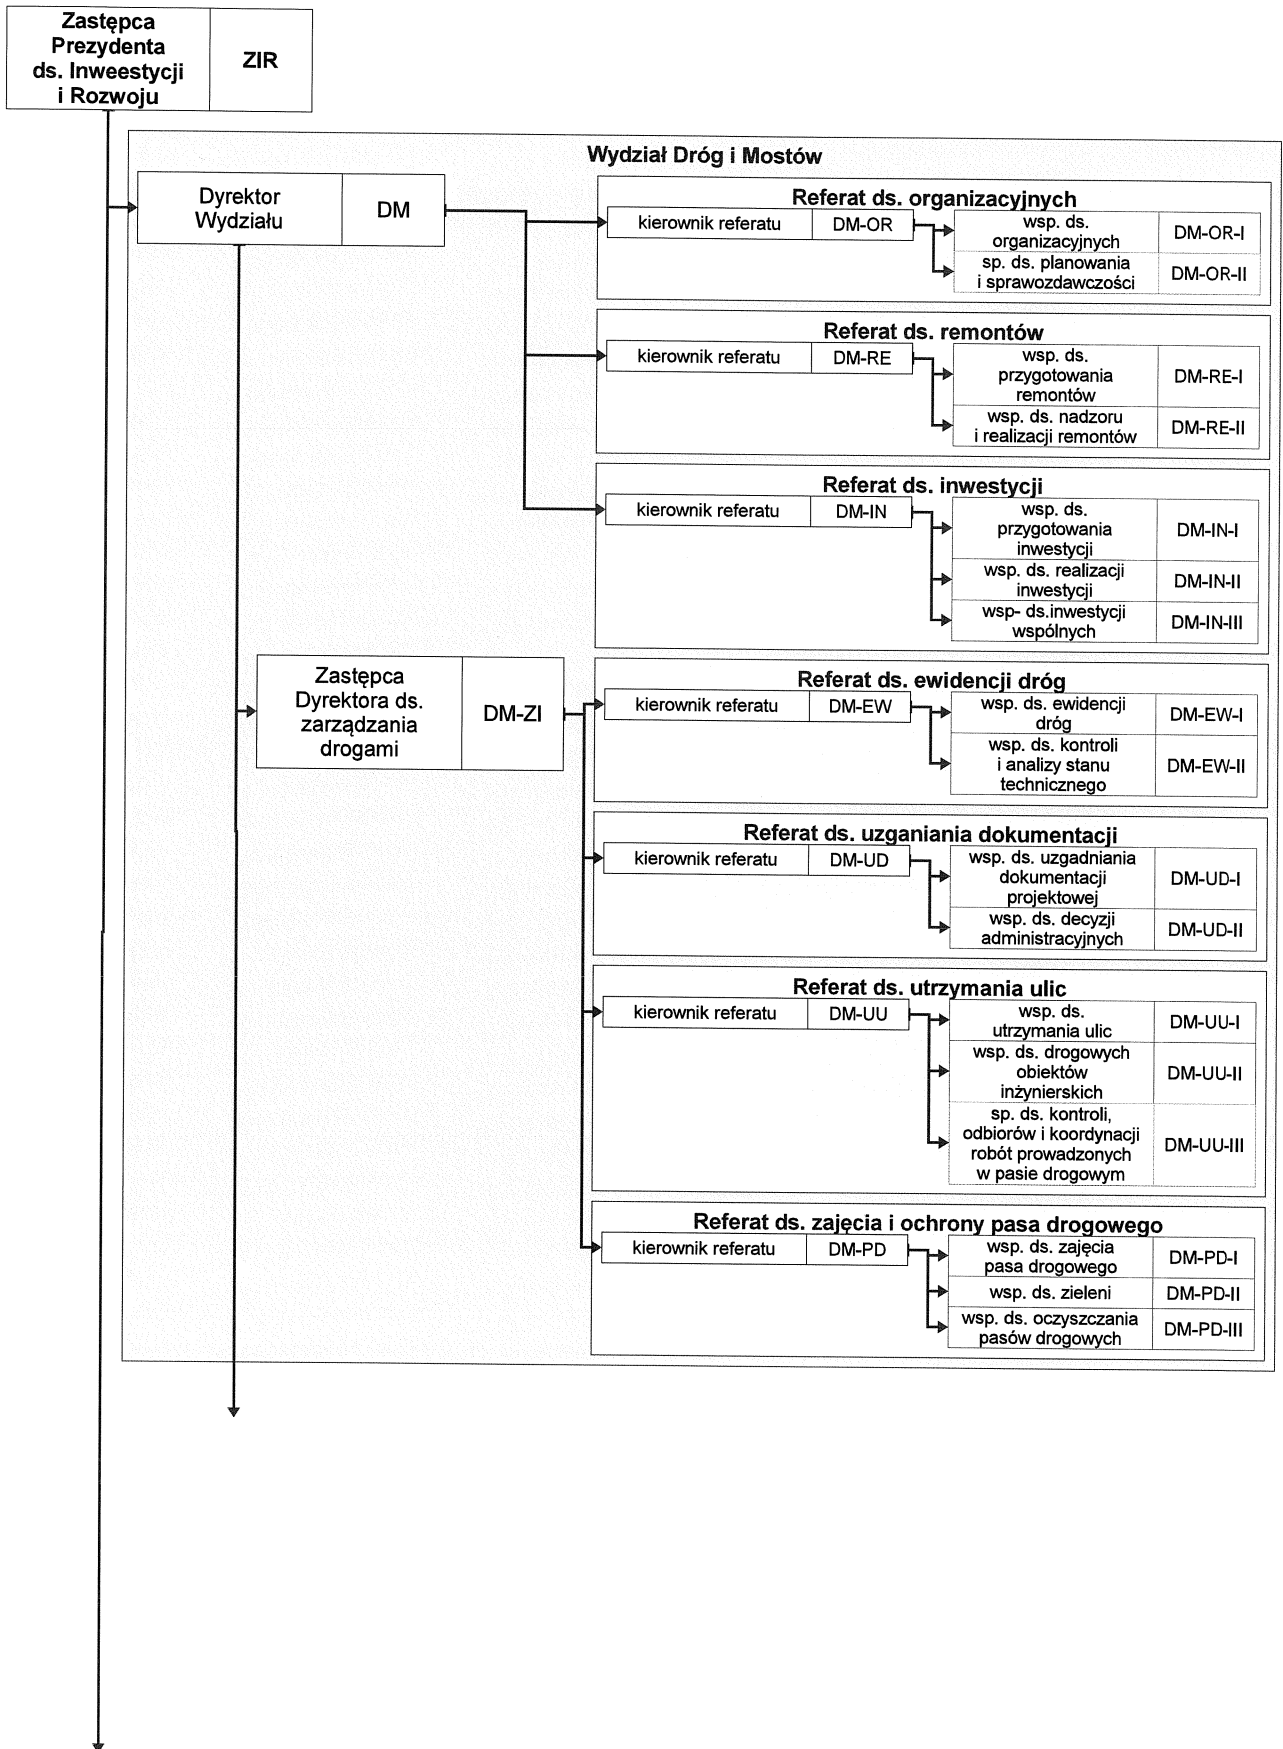 Zastępca
Prezydenta
ds. Inweestycji
i Rozwoju
ZIR
Wydział Dróg i Mostów
Dyrektor
Wydziału
DM
Referat ds. organizacyjnych
kierownik referatu
DM-OR
wsp. ds.
organizacyjnych
DM-OR-I
sp. ds. planowania
i sprawozdawczości
DM-OR-II
Referat ds. remontów
kierownik referatu
DM-RE
wsp. ds.
przygotowania
remontów
DM-RE-I
wsp. ds. nadzoru
i realizacji remontów
DM-RE-II
Referat ds. inwestycji
kierownik referatu
DM-IN
wsp. ds.
przygotowania
inwestycji
DM-IN-I
wsp. ds. realizacji
inwestycji
DM-IN-II
wsp- ds.inwestycji
wspólnych
DM-IN-III
Zastępca
Dyrektora ds.
zarządzania
drogami
DM-ZI
Referat ds. ewidencji dróg
kierownik referatu
DM-EW
wsp. ds. ewidencji
dróg
DM-EW-I
wsp. ds. kontroli
i analizy stanu
technicznego
DM-EW-II
Referat ds. uzganiania dokumentacji
kierownik referatu
DM-UD
wsp. ds. uzgadniania
dokumentacji
projektowej
DM-UD-I
wsp. ds. decyzji
administracyjnych
DM-UD-II
Referat ds. utrzymania ulic
kierownik referatu
DM-UU
wsp. ds.
utrzymania ulic
DM-UU-I
wsp. ds. drogowych
obiektów
inżynierskich
DM-UU-II
sp. ds. kontroli,
odbiorów i koordynacji
robót prowadzonych
w pasie drogowym
DM-UU-III
Referat ds. zajęcia i ochrony pasa drogowego
kierownik referatu
DM-PD
wsp. ds. zajęcia
pasa drogowego
DM-PD-I
wsp. ds. zieleni
DM-PD-II
wsp. ds. oczyszczania
pasów drogowych
DM-PD-III